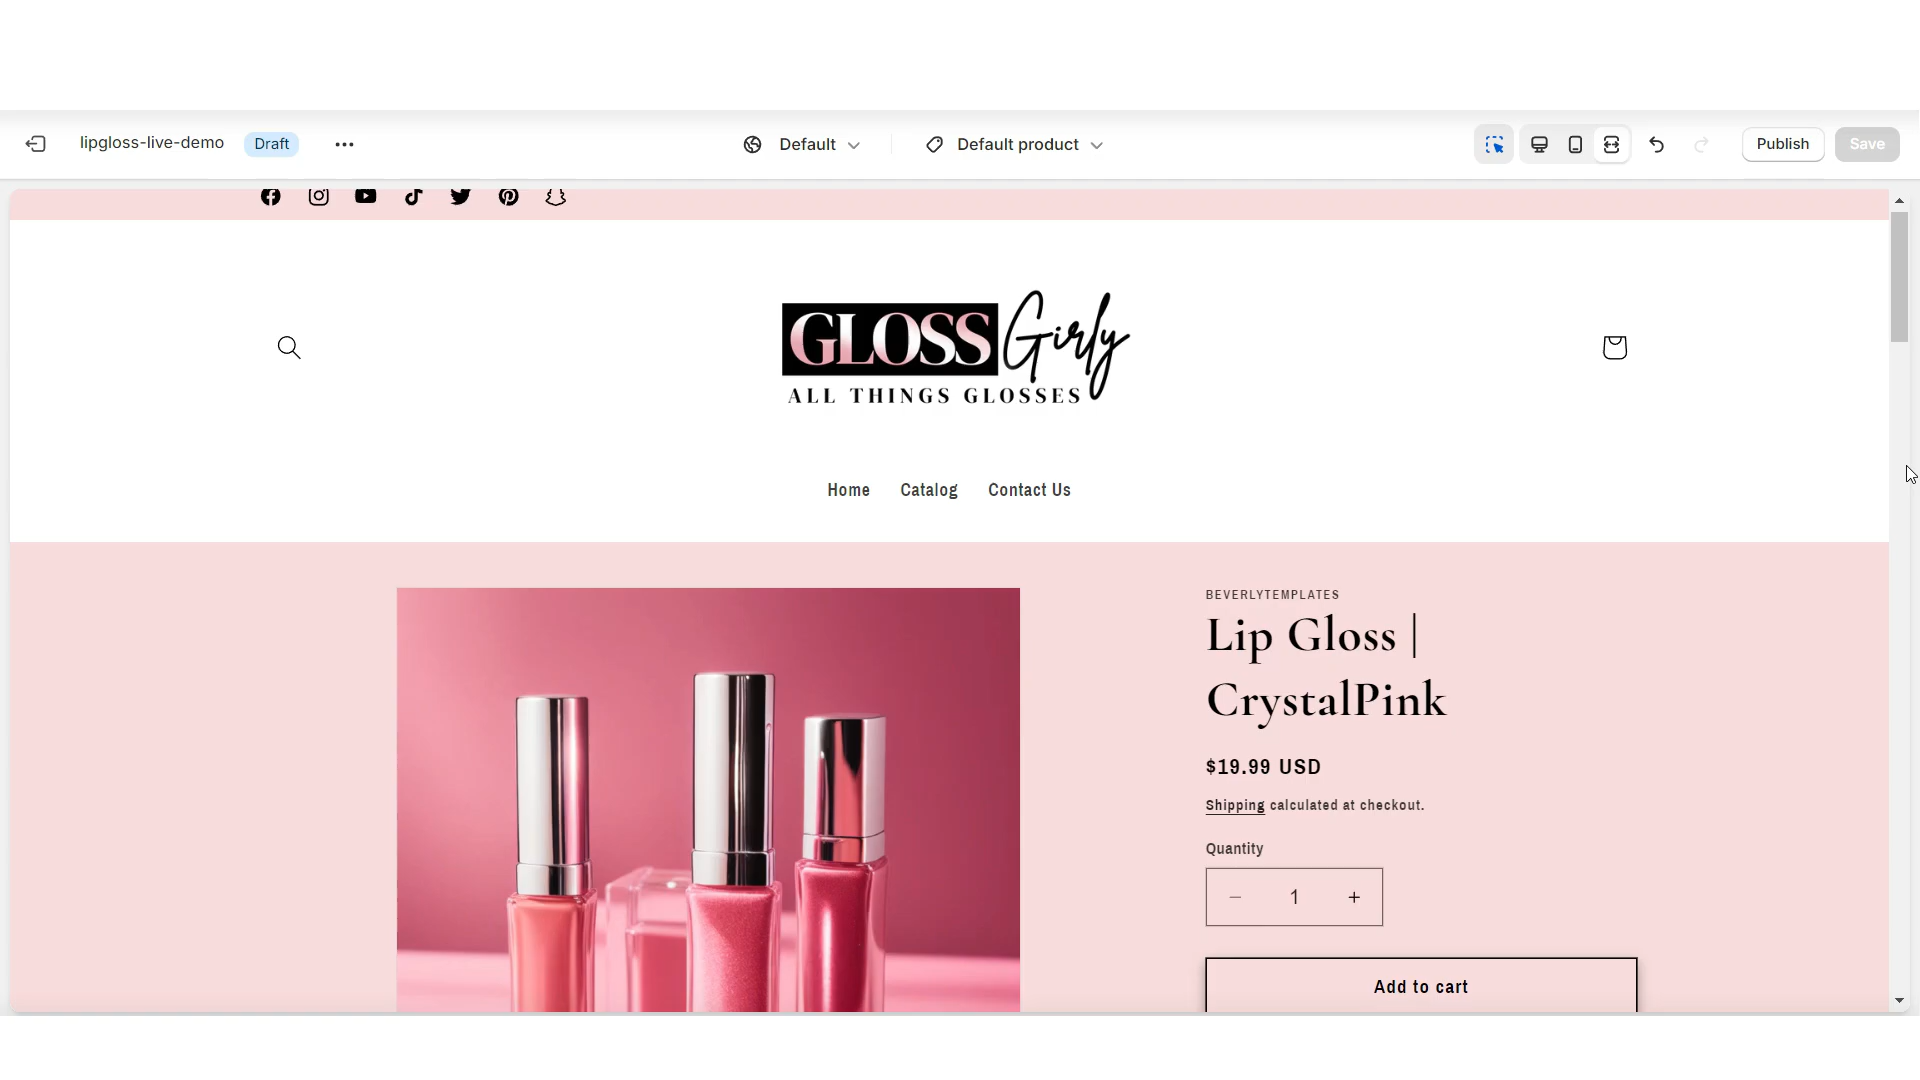 lipgloss-live-demo Draft Default Default product Publish Save
GLOSS Girly
ALL THINGS GLOSSES
Home Catalog Contact Us
BEVERLYTEMPLATES
Lip Gloss |
CrystalPink
$19.99 USD
Shipping calculated at checkout.
Quantity
1
Add to cart